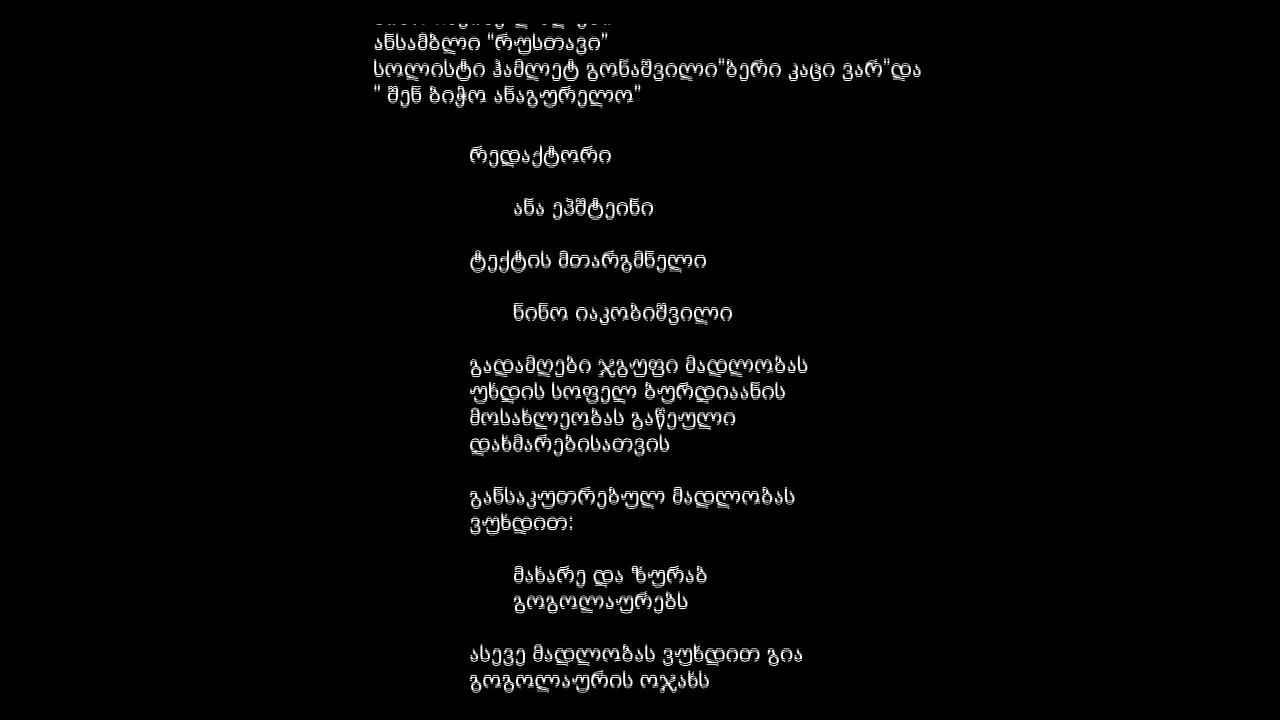 ანსამბლი "რუსთავი"
სოლისტი ჰამლეტ გონაშვილი"ბერი კაცი ვარ"და
" შენ ბიჭო ანაგურელო"
რედაქტორი
ანა ეპშტეინი
ტექტის მთარგმნელი
ნინო იაკობიშვილი
გადამღები ჯგუფი მადლობას
უხდის სოფელ ბურდიაანის
მოსახლეობას გაწეული
დახმარებისათვის
განსაკუთრებულ მადლობას
ვუხდით:
მახარე და ზურაბ
გოგოლაურებს
ასევე მადლობას ვუხდით გია
გოგოლაურის ოჯახს